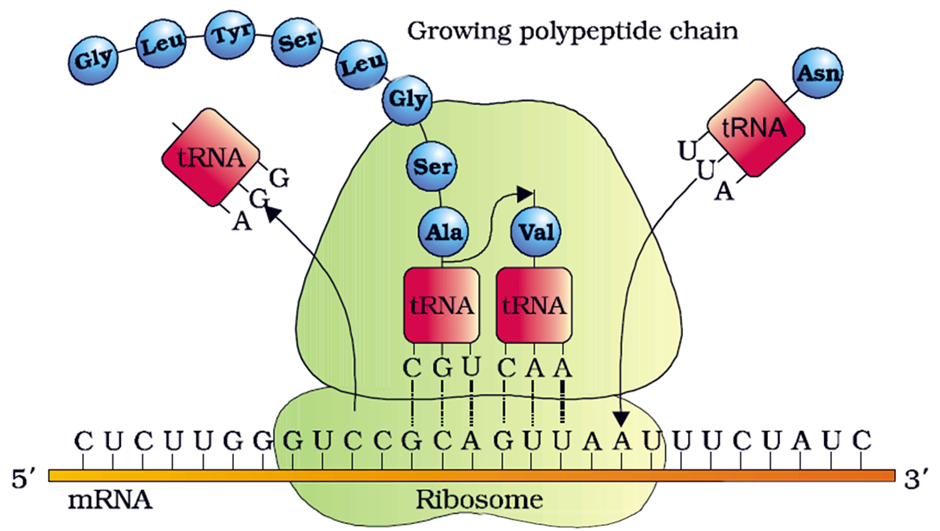 Growing polypeptide chain
Gly Leu Tyr Ser Leu Gly Ser Ala
Val
Asn
tRNA
A G G
tRNA
U U A
tRNA tRNA
C G U C A A
C U C U U G G G U C C G C A G U U A A U U U C U A U C
5′ 3′
mRNA Ribosome